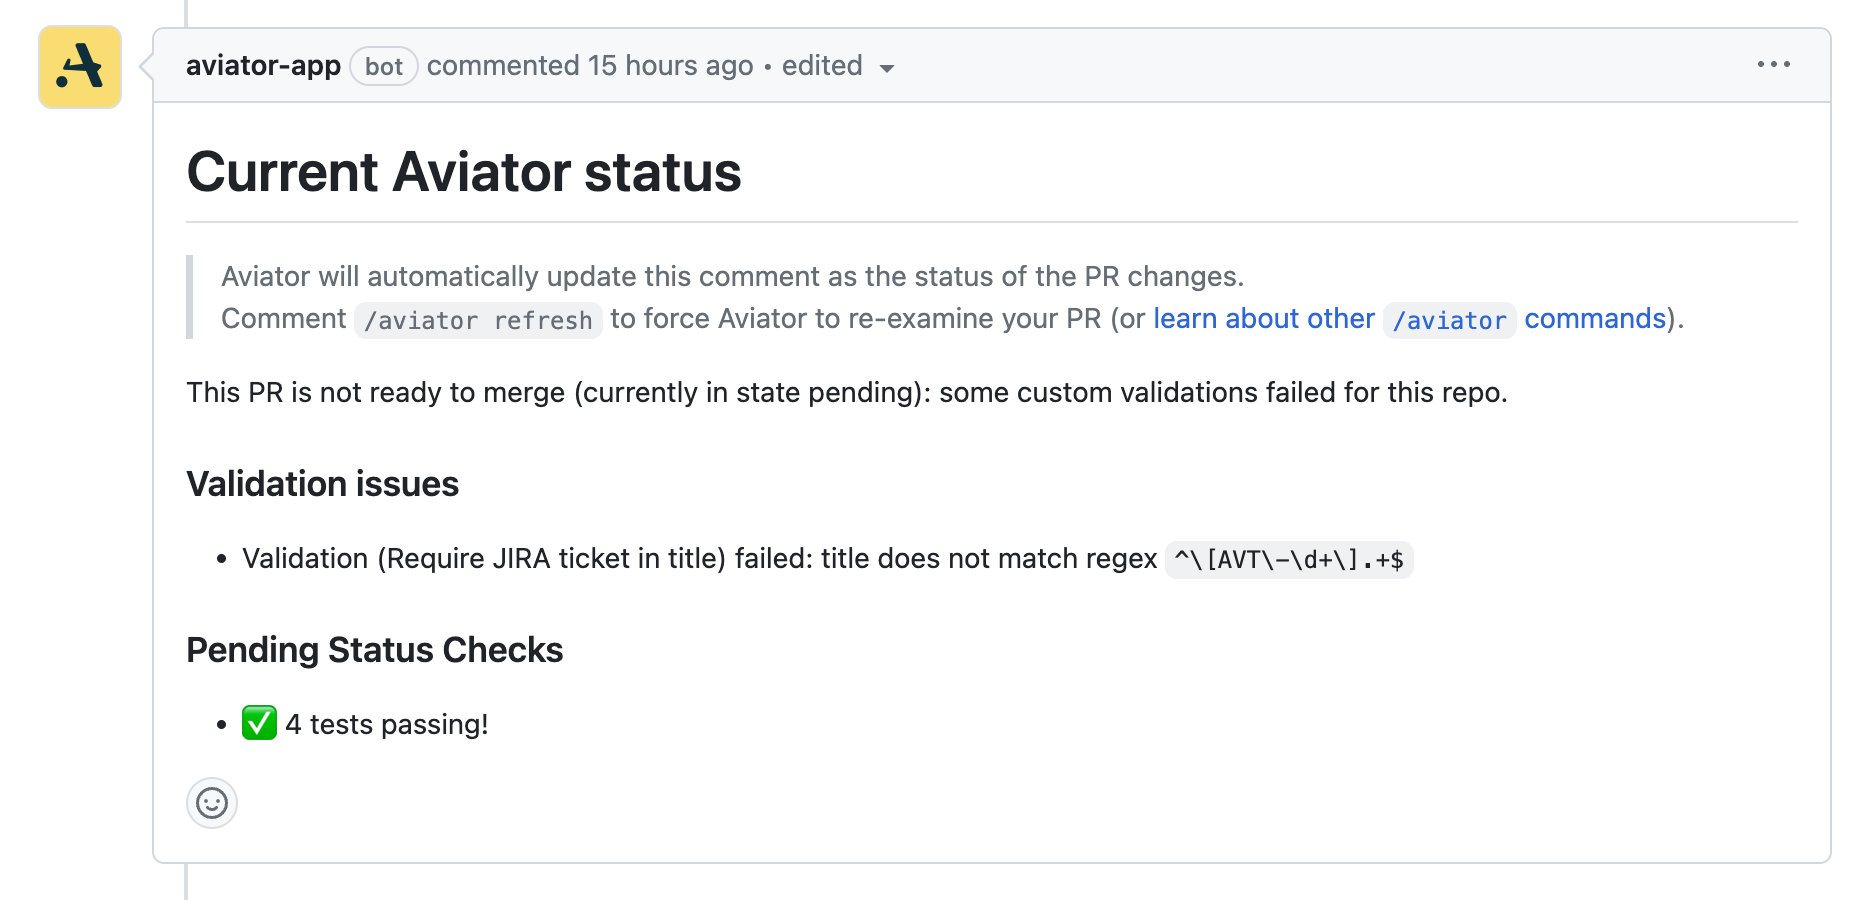 aviator-app bot commented 15 hours ago • edited
Current Aviator status
Aviator will automatically update this comment as the status of the PR changes.
Comment /aviator refresh to force Aviator to re-examine your PR (or learn about other /aviator commands).
This PR is not ready to merge (currently in state pending): some custom validations failed for this repo.
Validation issues
• Validation (Require JIRA ticket in title) failed: title does not match regex ^\[AVT\-\d+\].+$
Pending Status Checks
• ✅ 4 tests passing!